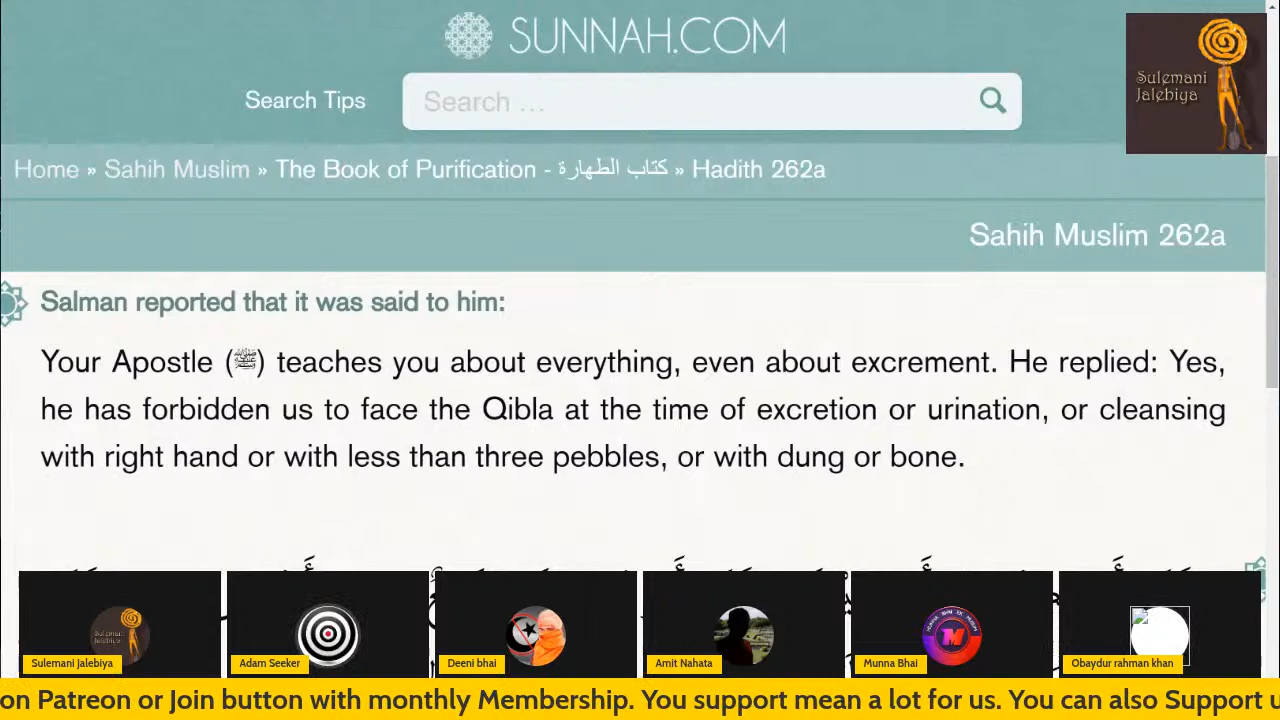 SUNNAH.COM
Sulemani
Jalebiya
Search Tips
Search ...
Home » Sahih Muslim » The Book of Purification - كتاب الطهارة » Hadith 262a
Sahih Muslim 262a
Salman reported that it was said to him:
Your Apostle (ﷺ) teaches you about everything, even about excrement. He replied: Yes,
he has forbidden us to face the Qibla at the time of excretion or urination, or cleansing
with right hand or with less than three pebbles, or with dung or bone.
Sulemani Jalebiya
Adam Seeker
Deeni bhai
Amit Nahata
Munna Bhai
Obaydur rahman khan
on Patreon or Join button with monthly Membership. You support mean a lot for us. You can also Support u